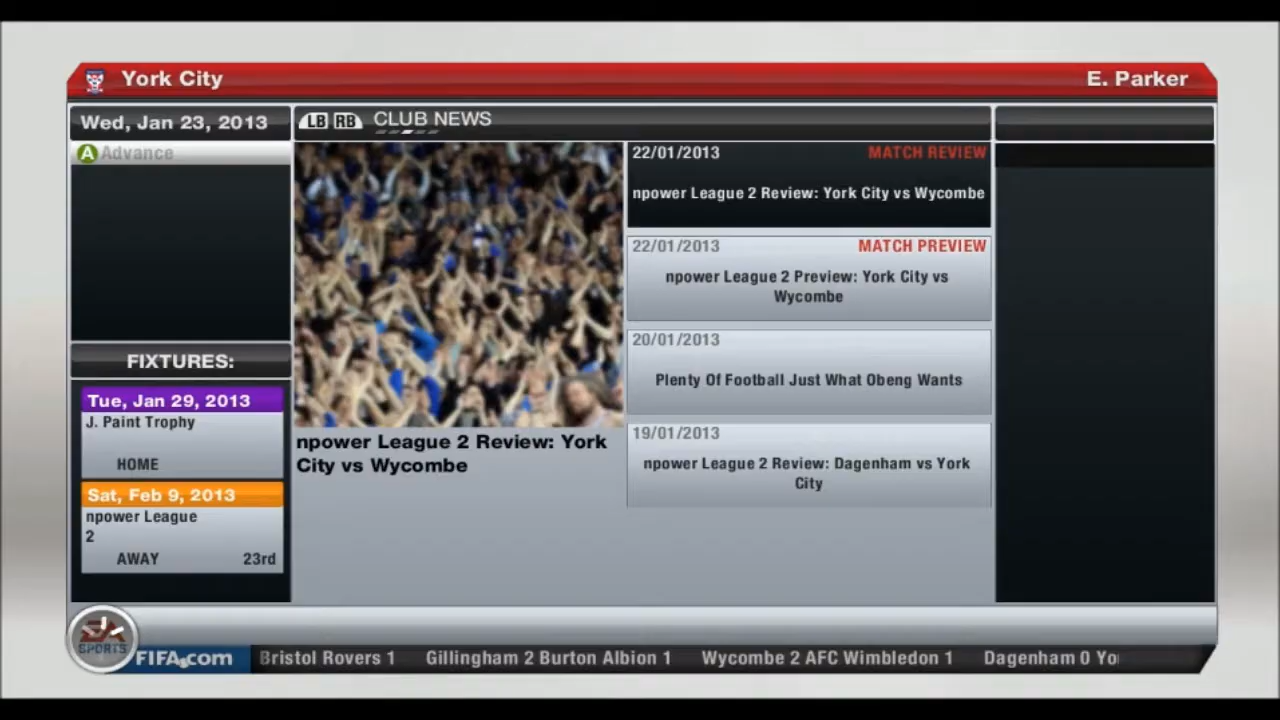 York City
E. Parker
Wed, Jan 23, 2013
A Advance
FIXTURES:
Tue, Jan 29, 2013
J. Paint Trophy
HOME
Sat, Feb 9, 2013
npower League
2
AWAY 23rd
LB RB CLUB NEWS
npower League 2 Review: York
City vs Wycombe
22/01/2013 MATCH REVIEW
npower League 2 Review: York City vs Wycombe
22/01/2013 MATCH PREVIEW
npower League 2 Preview: York City vs
Wycombe
20/01/2013
Plenty Of Football Just What Obeng Wants
19/01/2013
npower League 2 Review: Dagenham vs York
City
EA
SPORTS
FIFA.com
Bristol Rovers 1 Gillingham 2 Burton Albion 1 Wycombe 2 AFC Wimbledon 1 Dagenham 0 Yo